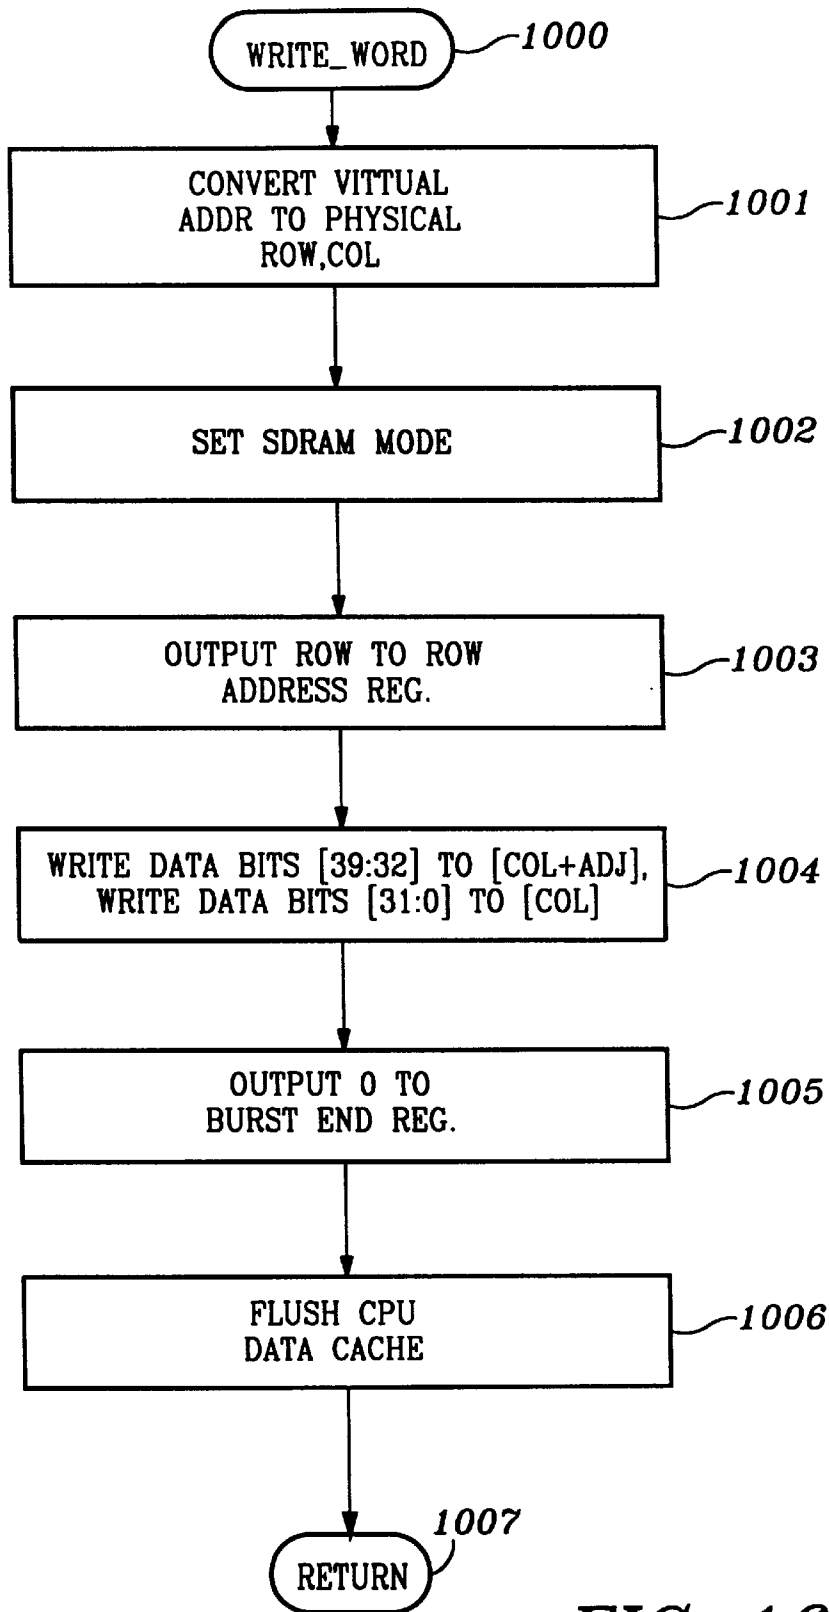 WRITE_WORD
1000
CONVERT VITTUAL
ADDR TO PHYSICAL
ROW,COL
1001
SET SDRAM MODE
1002
OUTPUT ROW TO ROW
ADDRESS REG.
1003
WRITE DATA BITS [39:32] TO [COL+ADJ],
WRITE DATA BITS [31:0] TO [COL]
1004
OUTPUT 0 TO
BURST END REG.
1005
FLUSH CPU
DATA CACHE
1006
1007
RETURN